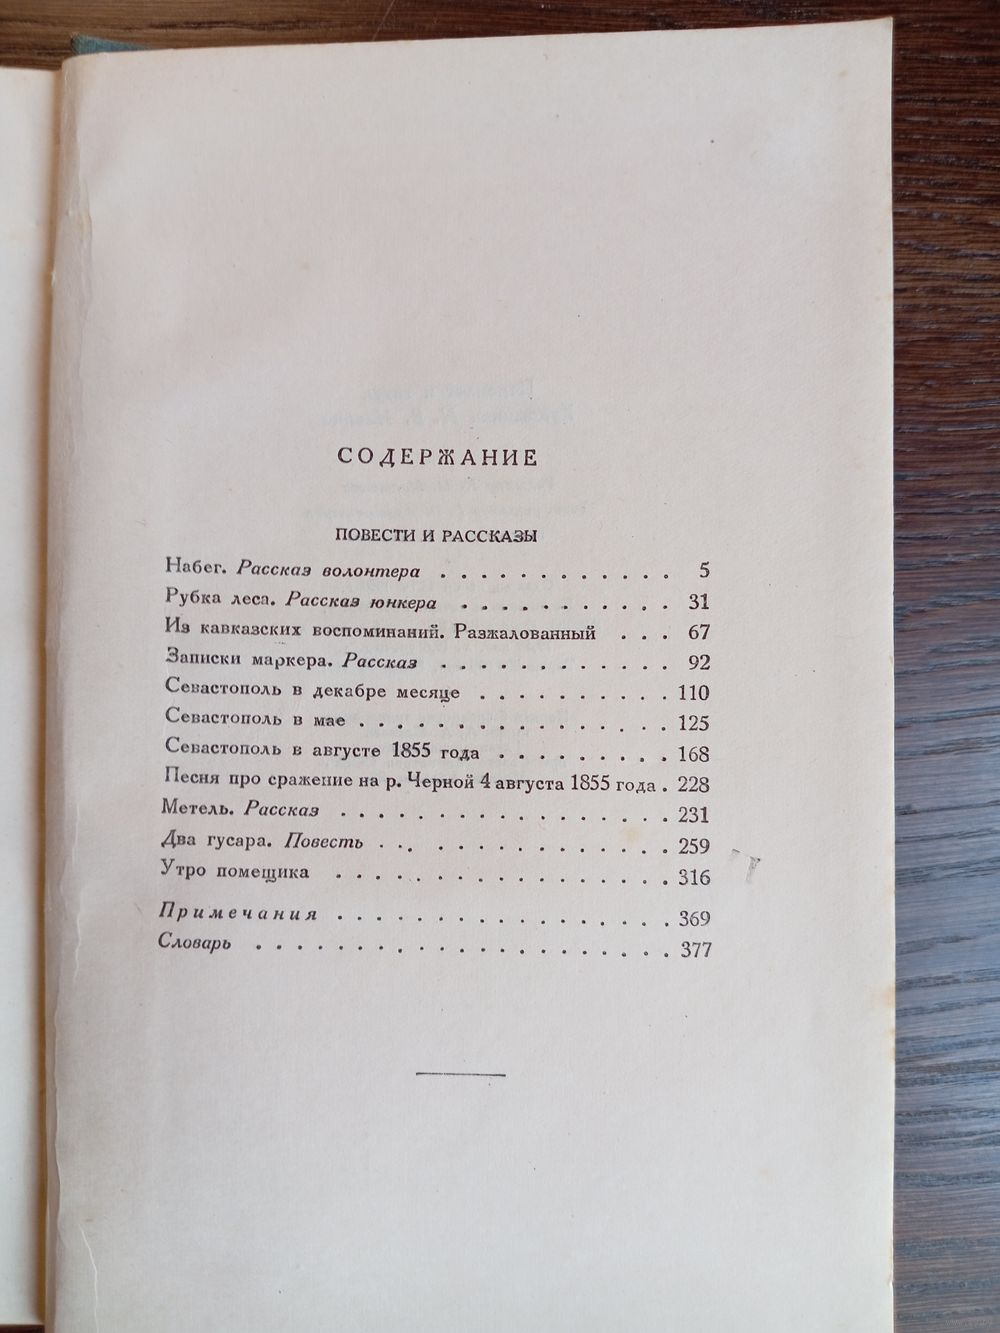 СОДЕРЖАНИЕ
ПОВЕСТИ И РАССКАЗЫ
Набег. Рассказ волонтера . . . . . . . . . . . . 5
Рубка леса. Рассказ юнкера . . . . . . . . . . . 31
Из кавказских воспоминаний. Разжалованный . . . 67
Записки маркера. Рассказ . . . . . . . . . . . . 92
Севастополь в декабре месяце . . . . . . . . . . 110
Севастополь в мае . . . . . . . . . . . . . . . . 125
Севастополь в августе 1855 года . . . . . . . . . 168
Песня про сражение на р. Черной 4 августа 1855 года . 228
Метель. Рассказ . . . . . . . . . . . . . . . . . 231
Два гусара. Повесть . . . . . . . . . . . . . . . 259
Утро помещика . . . . . . . . . . . . . . . . . 316
Примечания . . . . . . . . . . . . . . . . . 369
Словарь . . . . . . . . . . . . . . . . . . . . . 377